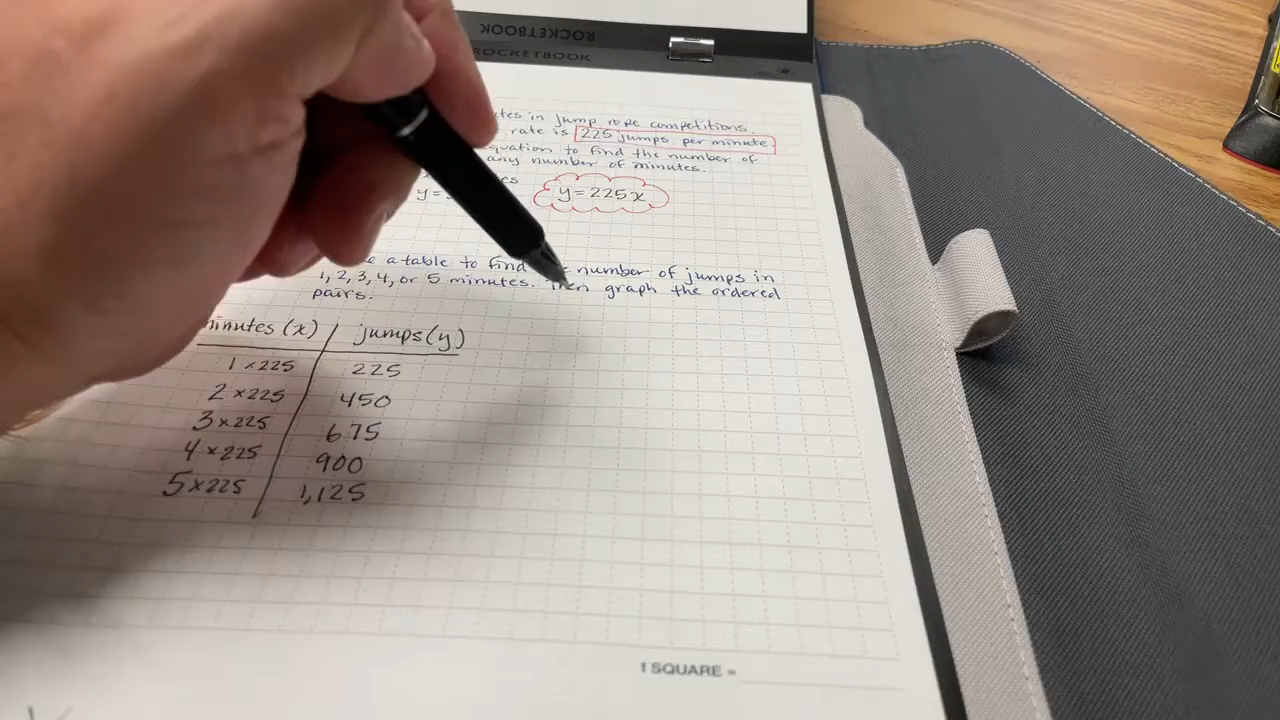 ROCKETBOOK
ROCKETBOOK
in jump rope competitions.
rate is 225 jumps per minute.
equation to find the number of
any number of minutes.
y = y = 225x
a table to find number of jumps in
1, 2, 3, 4, or 5 minutes. Then graph the ordered
pairs.
minutes (x) jumps (y)
1 × 225 225
2 × 225 450
3 × 225 675
4 × 225 900
5 × 225 1,125
1 SQUARE =